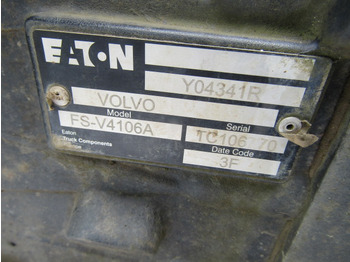 EATON
Y04341R
VOLVO
Model
Serial
FS-V4106A
Eaton
Truck Components
Date Code
3F